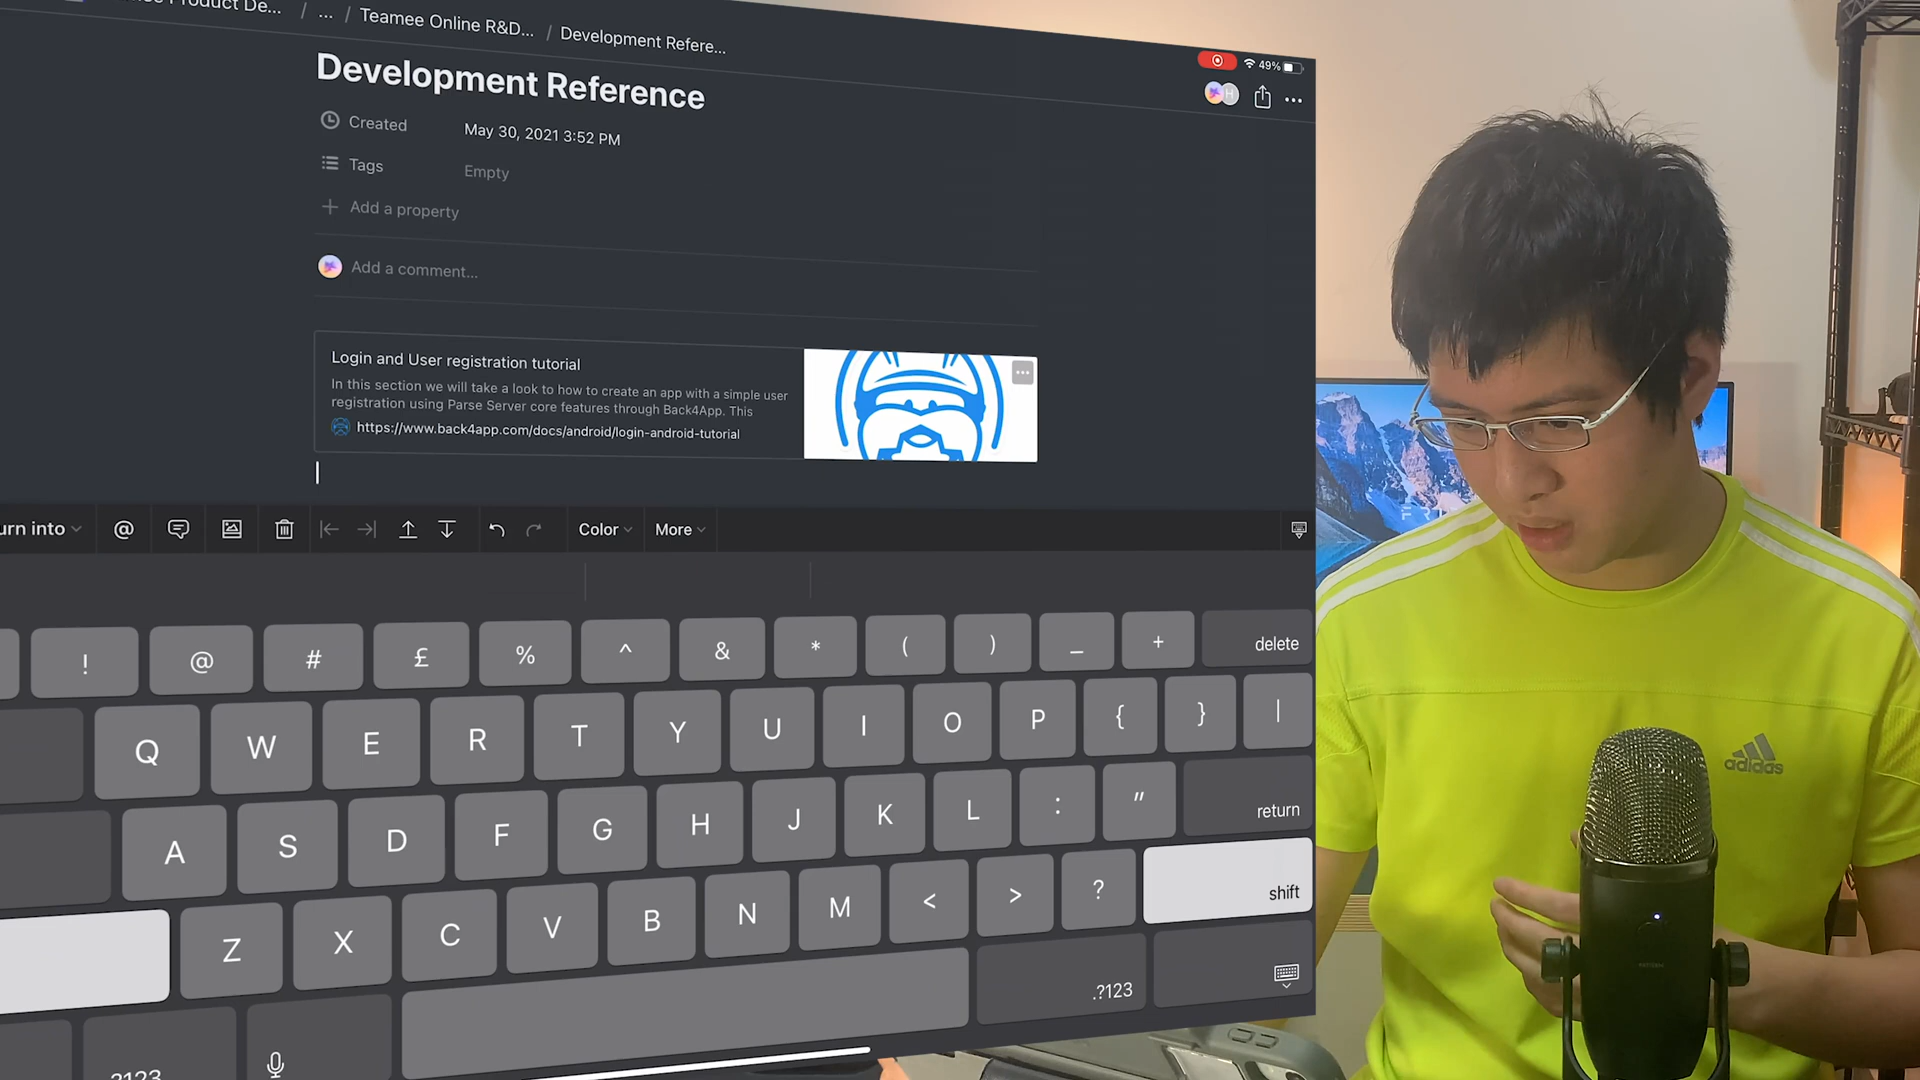 Product De... / ... / Teamee Online R&D... / Development Refere...
49%
Development Reference
Created May 30, 2021 3:52 PM
Tags Empty
Add a property
Add a comment...
Login and User registration tutorial
In this section we will take a look to how to create an app with a simple user
registration using Parse Server core features through Back4App. This
https://www.back4app.com/docs/android/login-android-tutorial
urn into @ Color More
! @ # £ % ^ & * ( ) _ + delete
Q W E R T Y U I O P { } |
A S D F G H J K L : " return
Z X C V B N M < > ? shift
.?123
.?123
adidas